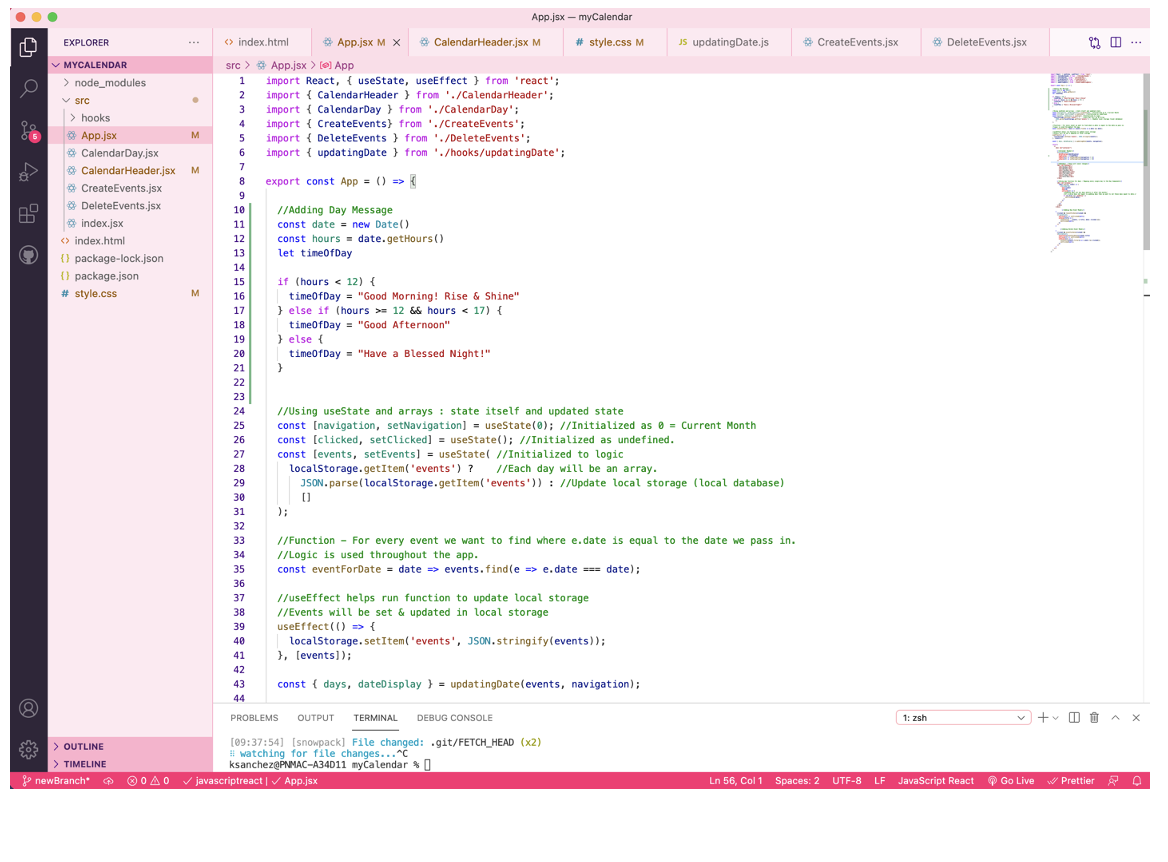 App.jsx — myCalendar
EXPLORER ···
<> index.html
App.jsx M ×
CalendarHeader.jsx M
# style.css M
JS updatingDate.js
CreateEvents.jsx
DeleteEvents.jsx
MYCALENDAR
node_modules
src
hooks
App.jsx M
CalendarDay.jsx
CalendarHeader.jsx M
CreateEvents.jsx
DeleteEvents.jsx
index.jsx
<> index.html
{} package-lock.json
{} package.json
# style.css M
5
OUTLINE
TIMELINE
src > App.jsx > App
1 import React, { useState, useEffect } from 'react';
2 import { CalendarHeader } from './CalendarHeader';
3 import { CalendarDay } from './CalendarDay';
4 import { CreateEvents} from './CreateEvents';
5 import { DeleteEvents } from './DeleteEvents';
6 import { updatingDate } from './hooks/updatingDate';
7
8 export const App = () => {
9
10 //Adding Day Message
11 const date = new Date()
12 const hours = date.getHours()
13 let timeOfDay
14
15 if (hours < 12) {
16 timeOfDay = "Good Morning! Rise & Shine"
17 } else if (hours >= 12 && hours < 17) {
18 timeOfDay = "Good Afternoon"
19 } else {
20 timeOfDay = "Have a Blessed Night!"
21 }
22
23
24 //Using useState and arrays : state itself and updated state
25 const [navigation, setNavigation] = useState(0); //Initialized as 0 = Current Month
26 const [clicked, setClicked] = useState(); //Initialized as undefined.
27 const [events, setEvents] = useState( //Initialized to logic
28 localStorage.getItem('events') ? //Each day will be an array.
29 JSON.parse(localStorage.getItem('events')) : //Update local storage (local database)
30 []
31 );
32
33 //Function – For every event we want to find where e.date is equal to the date we pass in.
34 //Logic is used throughout the app.
35 const eventForDate = date => events.find(e => e.date === date);
36
37 //useEffect helps run function to update local storage
38 //Events will be set & updated in local storage
39 useEffect(() => {
40 localStorage.setItem('events', JSON.stringify(events));
41 }, [events]);
42
43 const { days, dateDisplay } = updatingDate(events, navigation);
44
PROBLEMS OUTPUT TERMINAL DEBUG CONSOLE
1: zsh
[09:37:54] [snowpack] File changed: .git/FETCH_HEAD (x2)
⠿ watching for file changes...^C
ksanchez@PNMAC-A34D11 myCalendar %
newBranch* 0 0 javascriptreact | App.jsx
Ln 56, Col 1 Spaces: 2 UTF-8 LF JavaScript React Go Live Prettier